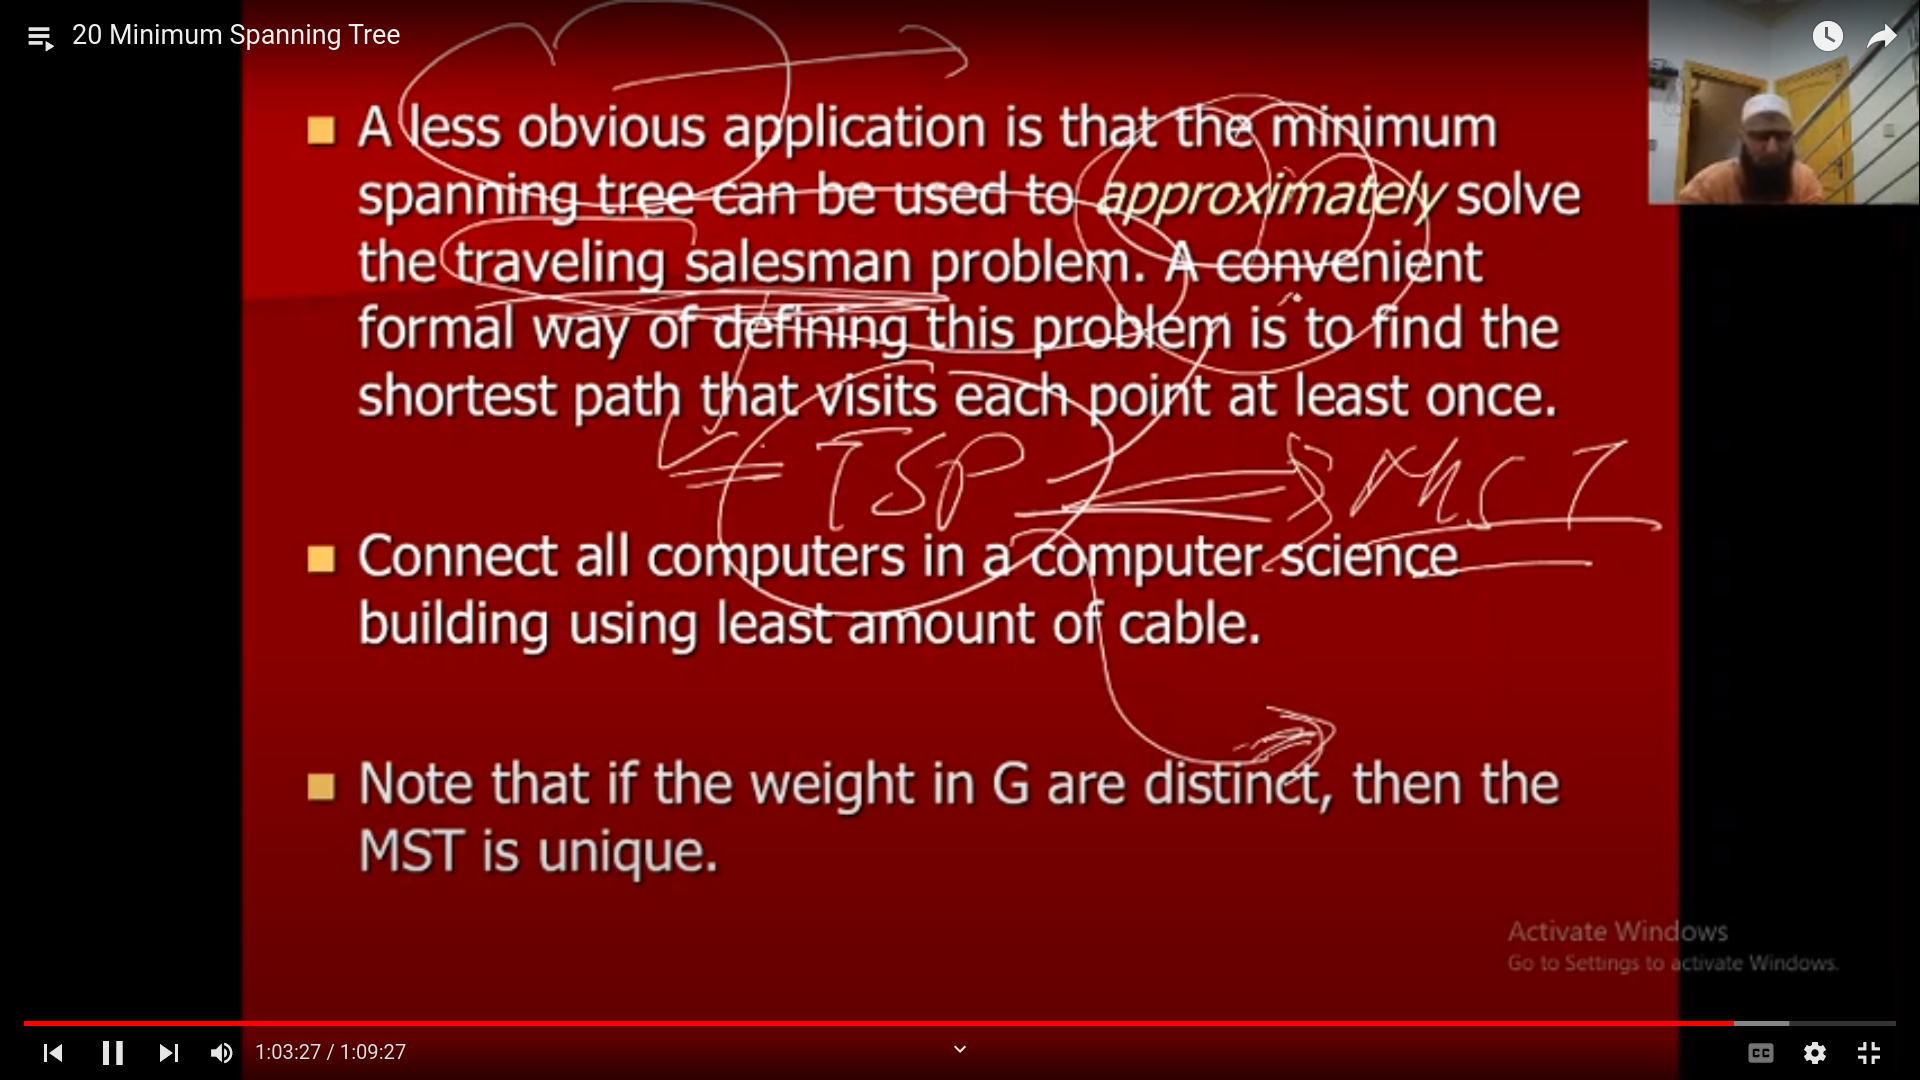 20 Minimum Spanning Tree
A less obvious application is that the minimum
spanning tree can be used to approximately solve
the traveling salesman problem. A convenient
formal way of defining this problem is to find the
shortest path that visits each point at least once.
TSP MST
Connect all computers in a computer science
building using least amount of cable.
Note that if the weight in G are distinct, then the
MST is unique.
Activate Windows
Go to Settings to activate Windows.
1:03:27 / 1:09:27
CC